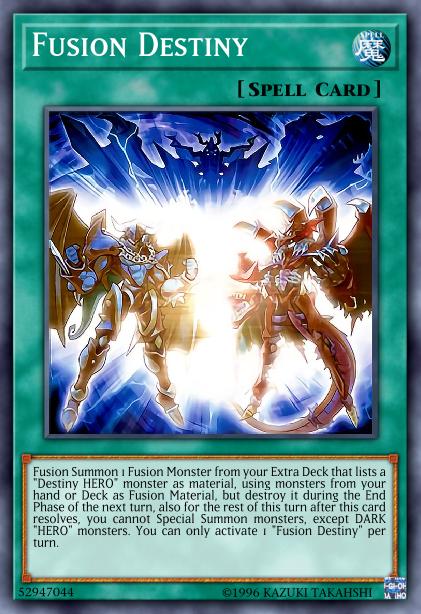 Fusion Destiny
SPELL
魔
[ Spell Card ]
Fusion Summon 1 Fusion Monster from your Extra Deck that lists a
"Destiny HERO" monster as material, using monsters from your
hand or Deck as Fusion Material, but destroy it during the End
Phase of the next turn, also for the rest of this turn after this card
resolves, you cannot Special Summon monsters, except DARK
"HERO" monsters. You can only activate 1 "Fusion Destiny" per
turn.
52947044 ©1996 KAZUKI TAKAHSHI